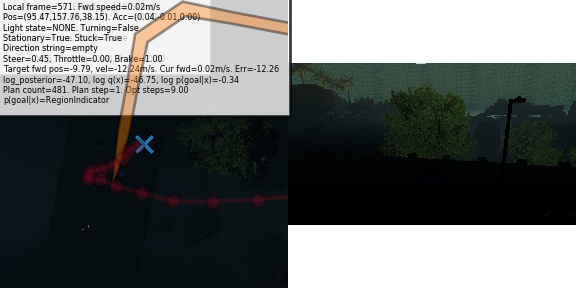 Local frame=571. Fwd speed=0.02m/s
Pos=(95.47,157.76,38.15). Acc=(0.04,-0.01,0.00)
Light state=NONE. Turning=False
Stationary=True. Stuck=True
Direction string=empty
Steer=0.45, Throttle=0.00, Brake=1.00
Target fwd pos=-9.79, vel=-12.24m/s. Cur fwd=0.02m/s. Err=-12.26
log_posterior=-47.10, log q(x)=-46.75, log p(goal|x)=-0.34
Plan count=481. Plan step=1. Opt steps=9.00
p(goal|x)=RegionIndicator